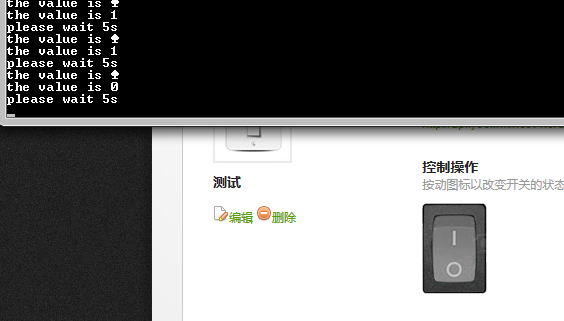 the value is ♠
the value is 1
please wait 5s
the value is ♠
the value is 1
please wait 5s
the value is ♠
the value is 0
please wait 5s
测试
编辑 删除
控制操作
按动图标以改变开关的状态